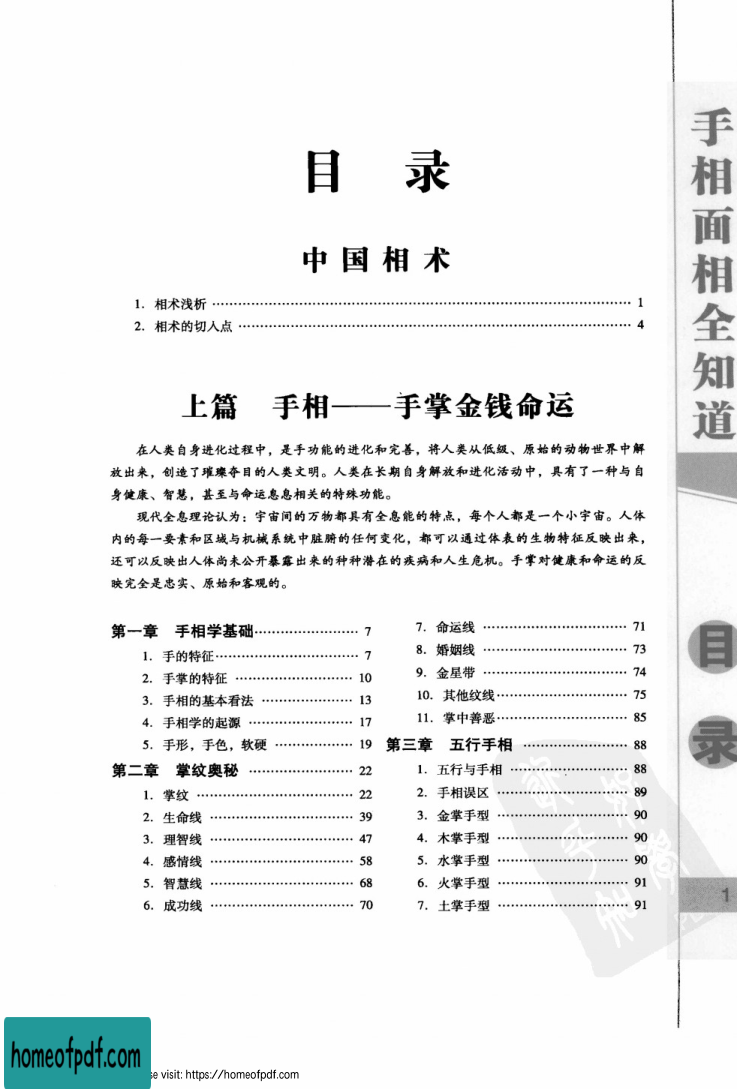 目 录
中国相术
1. 相术浅析 …… 1
2. 相术的切人点 …… 4
上篇 手相——手掌金钱命运
在人类自身进化过程中，是手功能的进化和完善，将人类从低级、原始的动物世界中解
放出来，创造了璀璨夺目的人类文明。人类在长期自身解放和进化活动中，具有了一种与自
身健康、智慧，甚至与命运息息相关的特殊功能。
现代全息理论认为：宇宙间的万物都具有全息能的特点，每个人都是一个小宇宙。人体
内的每一要素和区域与机械系统中脏腑的任何变化，都可以通过体表的生物特征反映出来，
还可以反映出人体尚未公开暴露出来的种种潜在的疾病和人生危机。手掌对健康和命运的反
映完全是忠实、原始和客观的。
第一章 手相学基础 …… 7
1. 手的特征 …… 7
2. 手掌的特征 …… 10
3. 手相的基本看法 …… 13
4. 手相学的起源 …… 17
5. 手形，手色，软硬 …… 19
第二章 掌纹奥秘 …… 22
1. 掌纹 …… 22
2. 生命线 …… 39
3. 理智线 …… 47
4. 感情线 …… 58
5. 智慧线 …… 68
6. 成功线 …… 70
7. 命运线 …… 71
8. 婚姻线 …… 73
9. 金星带 …… 74
10. 其他纹线 …… 75
11. 掌中善恶 …… 85
第三章 五行手相 …… 88
1. 五行与手相 …… 88
2. 手相误区 …… 89
3. 金掌手型 …… 90
4. 木掌手型 …… 90
5. 水掌手型 …… 90
6. 火掌手型 …… 91
7. 土掌手型 …… 91
手相面相全知道
目录
1
homeofpdf.com
se visit: https://homeofpdf.com